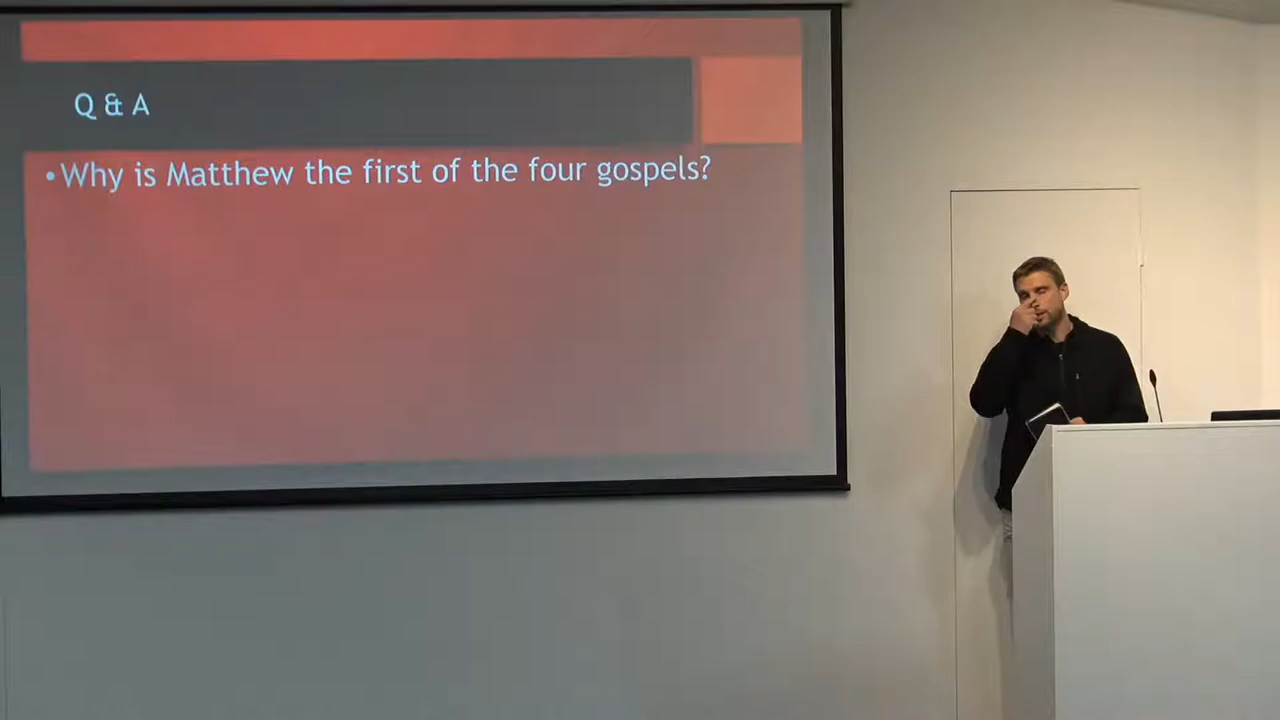 Q & A
•Why is Matthew the first of the four gospels?